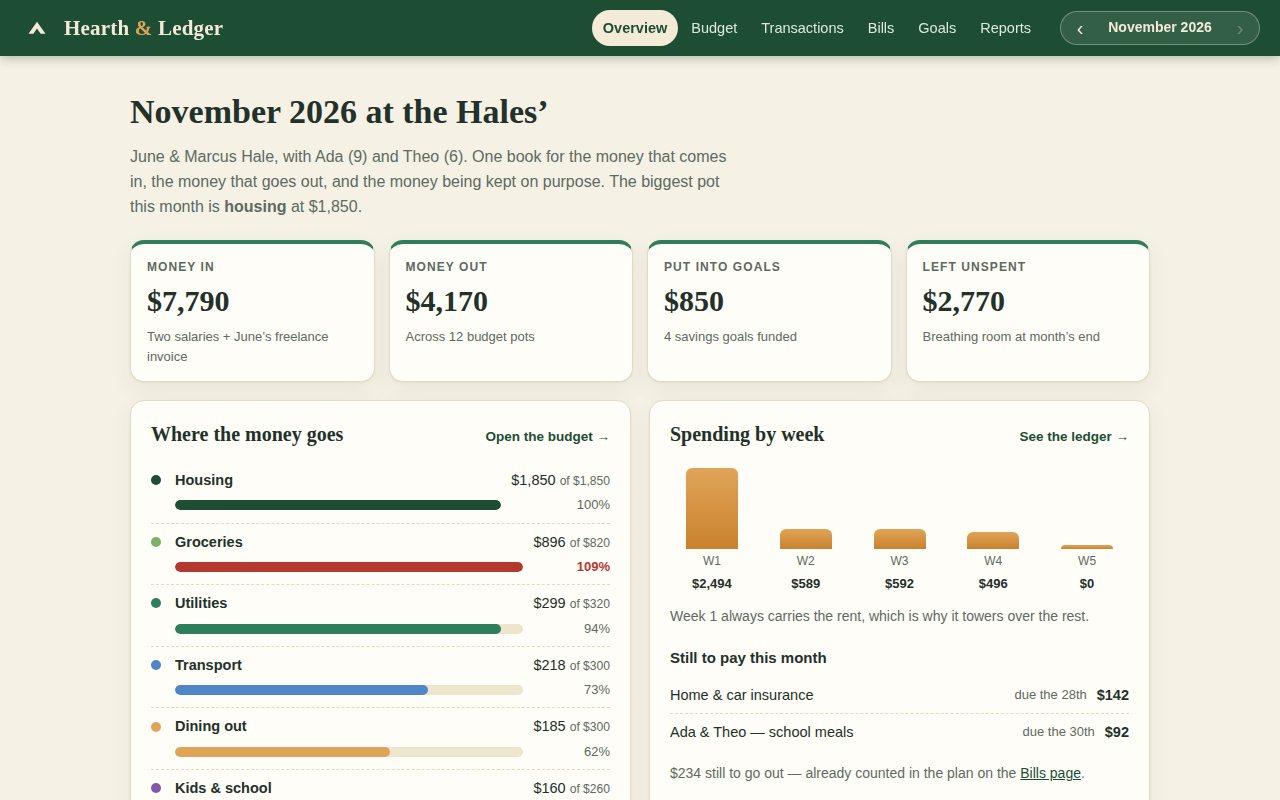 Hearth & Ledger
Overview
Budget
Transactions
Bills
Goals
Reports
‹ November 2026 ›
November 2026 at the Hales’
June & Marcus Hale, with Ada (9) and Theo (6). One book for the money that comes
in, the money that goes out, and the money being kept on purpose. The biggest pot
this month is housing at $1,850.
MONEY IN
$7,790
Two salaries + June’s freelance
invoice
MONEY OUT
$4,170
Across 12 budget pots
PUT INTO GOALS
$850
4 savings goals funded
LEFT UNSPENT
$2,770
Breathing room at month’s end
Where the money goes
Open the budget →
Housing
$1,850 of $1,850
100%
Groceries
$896 of $820
109%
Utilities
$299 of $320
94%
Transport
$218 of $300
73%
Dining out
$185 of $300
62%
Kids & school
$160 of $260
Spending by week
See the ledger →
W1 W2 W3 W4 W5
$2,494 $589 $592 $496 $0
Week 1 always carries the rent, which is why it towers over the rest.
Still to pay this month
Home & car insurance due the 28th $142
Ada & Theo — school meals due the 30th $92
$234 still to go out — already counted in the plan on the Bills page.